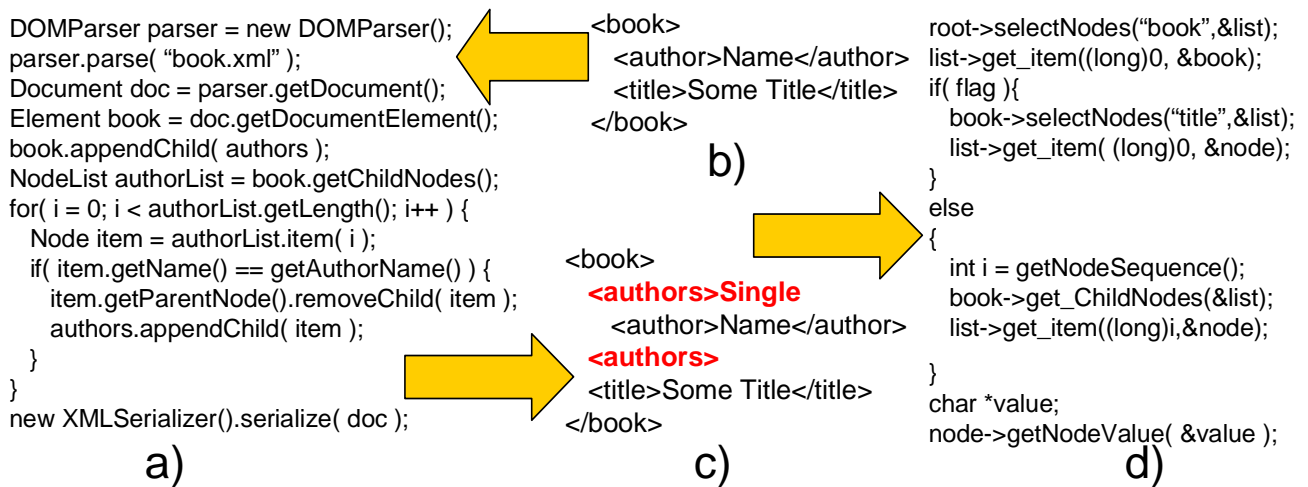 DOMParser parser = new DOMParser();
parser.parse( “book.xml” );
Document doc = parser.getDocument();
Element book = doc.getDocumentElement();
book.appendChild( authors );
NodeList authorList = book.getChildNodes();
for( i = 0; i < authorList.getLength(); i++ ) {
Node item = authorList.item( i );
if( item.getName() == getAuthorName() ) {
item.getParentNode().removeChild( item );
authors.appendChild( item );
}
}
new XMLSerializer().serialize( doc );
a)
<book>
<author>Name</author>
<title>Some Title</title>
</book>
b)
<book>
<authors>Single
<author>Name</author>
<authors>
<title>Some Title</title>
</book>
c)
root->selectNodes(“book”,&list);
list->get_item((long)0, &book);
if( flag ){
book->selectNodes(“title”,&list);
list->get_item( (long)0, &node);
}
else
{
int i = getNodeSequence();
book->get_ChildNodes(&list);
list->get_item((long)i,&node);
}
char *value;
node->getNodeValue( &value );
d)